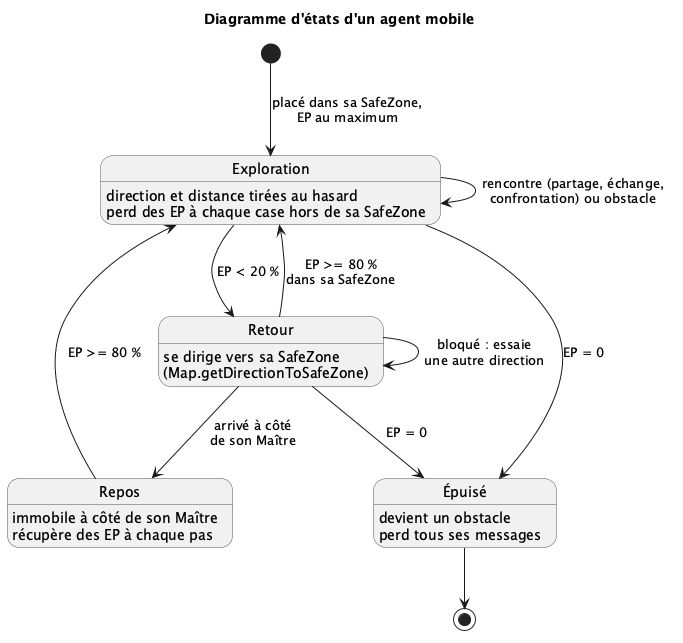 Diagramme d'états d'un agent mobile
placé dans sa SafeZone,
EP au maximum
Exploration
direction et distance tirées au hasard
perd des EP à chaque case hors de sa SafeZone
rencontre (partage, échange,
confrontation) ou obstacle
EP < 20 %
EP >= 80 %
dans sa SafeZone
Retour
se dirige vers sa SafeZone
(Map.getDirectionToSafeZone)
bloqué : essaie
une autre direction
EP >= 80 %
EP = 0
arrivé à côté
de son Maître
EP = 0
Repos
immobile à côté de son Maître
récupère des EP à chaque pas
Épuisé
devient un obstacle
perd tous ses messages